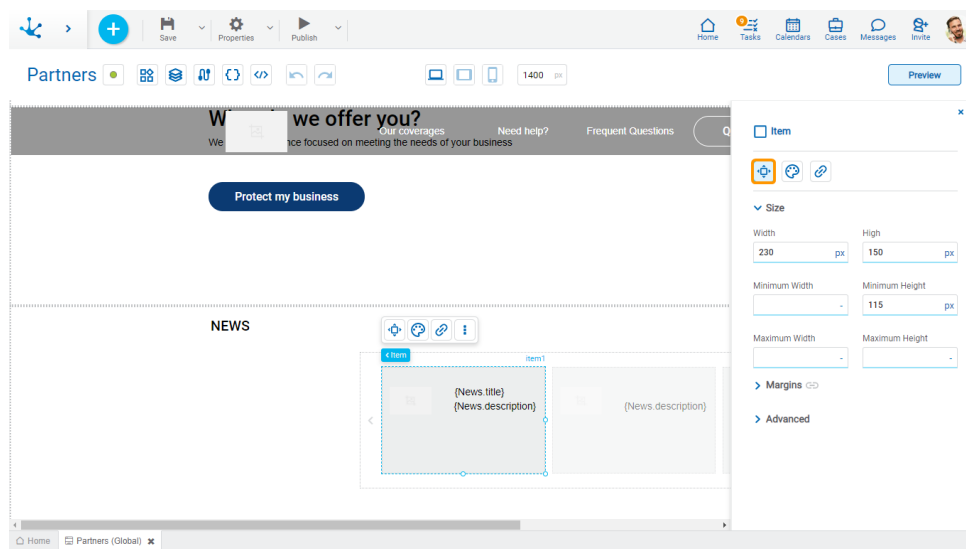 Save
Properties
Publish
Home
9
Tasks
Calendars
Cases
Messages
Invite
Partners
1400 px
Preview
we offer you?
Our coverages
Need help?
Frequent Questions
Q
We
nce focused on meeting the needs of your business
Protect my business
NEWS
Item
item1
{News.title}
{News.description}
{News.description}
Item
Size
Width
High
230 px
150 px
Minimum Width
Minimum Height
-
115 px
Maximum Width
Maximum Height
-
-
Margins
Advanced
Home
Partners (Global)